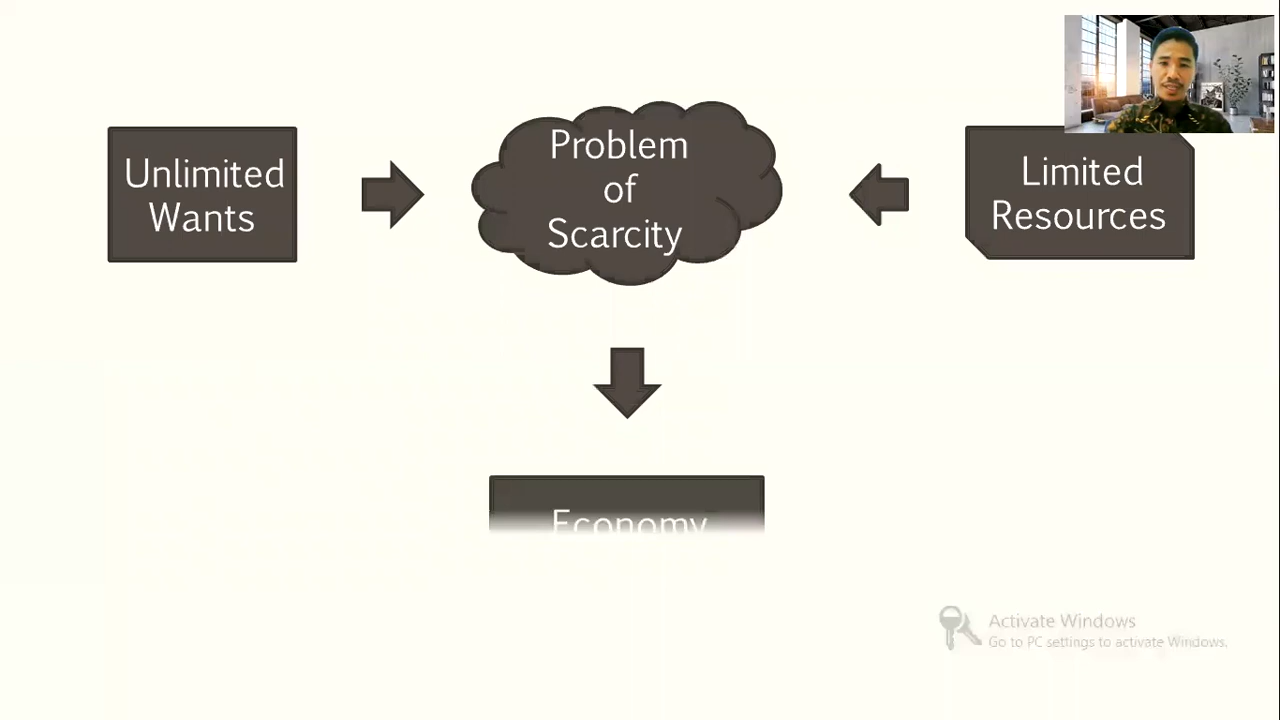 Unlimited
Wants
Problem
of
Scarcity
Limited
Resources
Economy
Activate Windows
Go to PC settings to activate Windows.